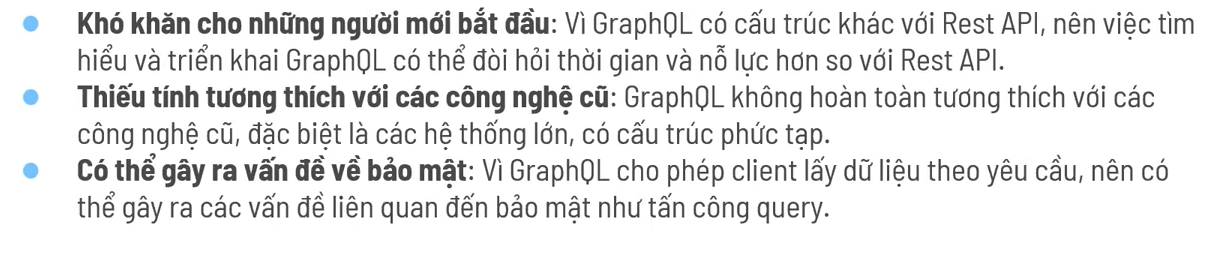 Khó khăn cho những người mới bắt đầu: Vì GraphQL có cấu trúc khác với Rest API, nên việc tìm
hiểu và triển khai GraphQL có thể đòi hỏi thời gian và nỗ lực hơn so với Rest API.
Thiếu tính tương thích với các công nghệ cũ: GraphQL không hoàn toàn tương thích với các
công nghệ cũ, đặc biệt là các hệ thống lớn, có cấu trúc phức tạp.
Có thể gây ra vấn đề về bảo mật: Vì GraphQL cho phép client lấy dữ liệu theo yêu cầu, nên có
thể gây ra các vấn đề liên quan đến bảo mật như tấn công query.